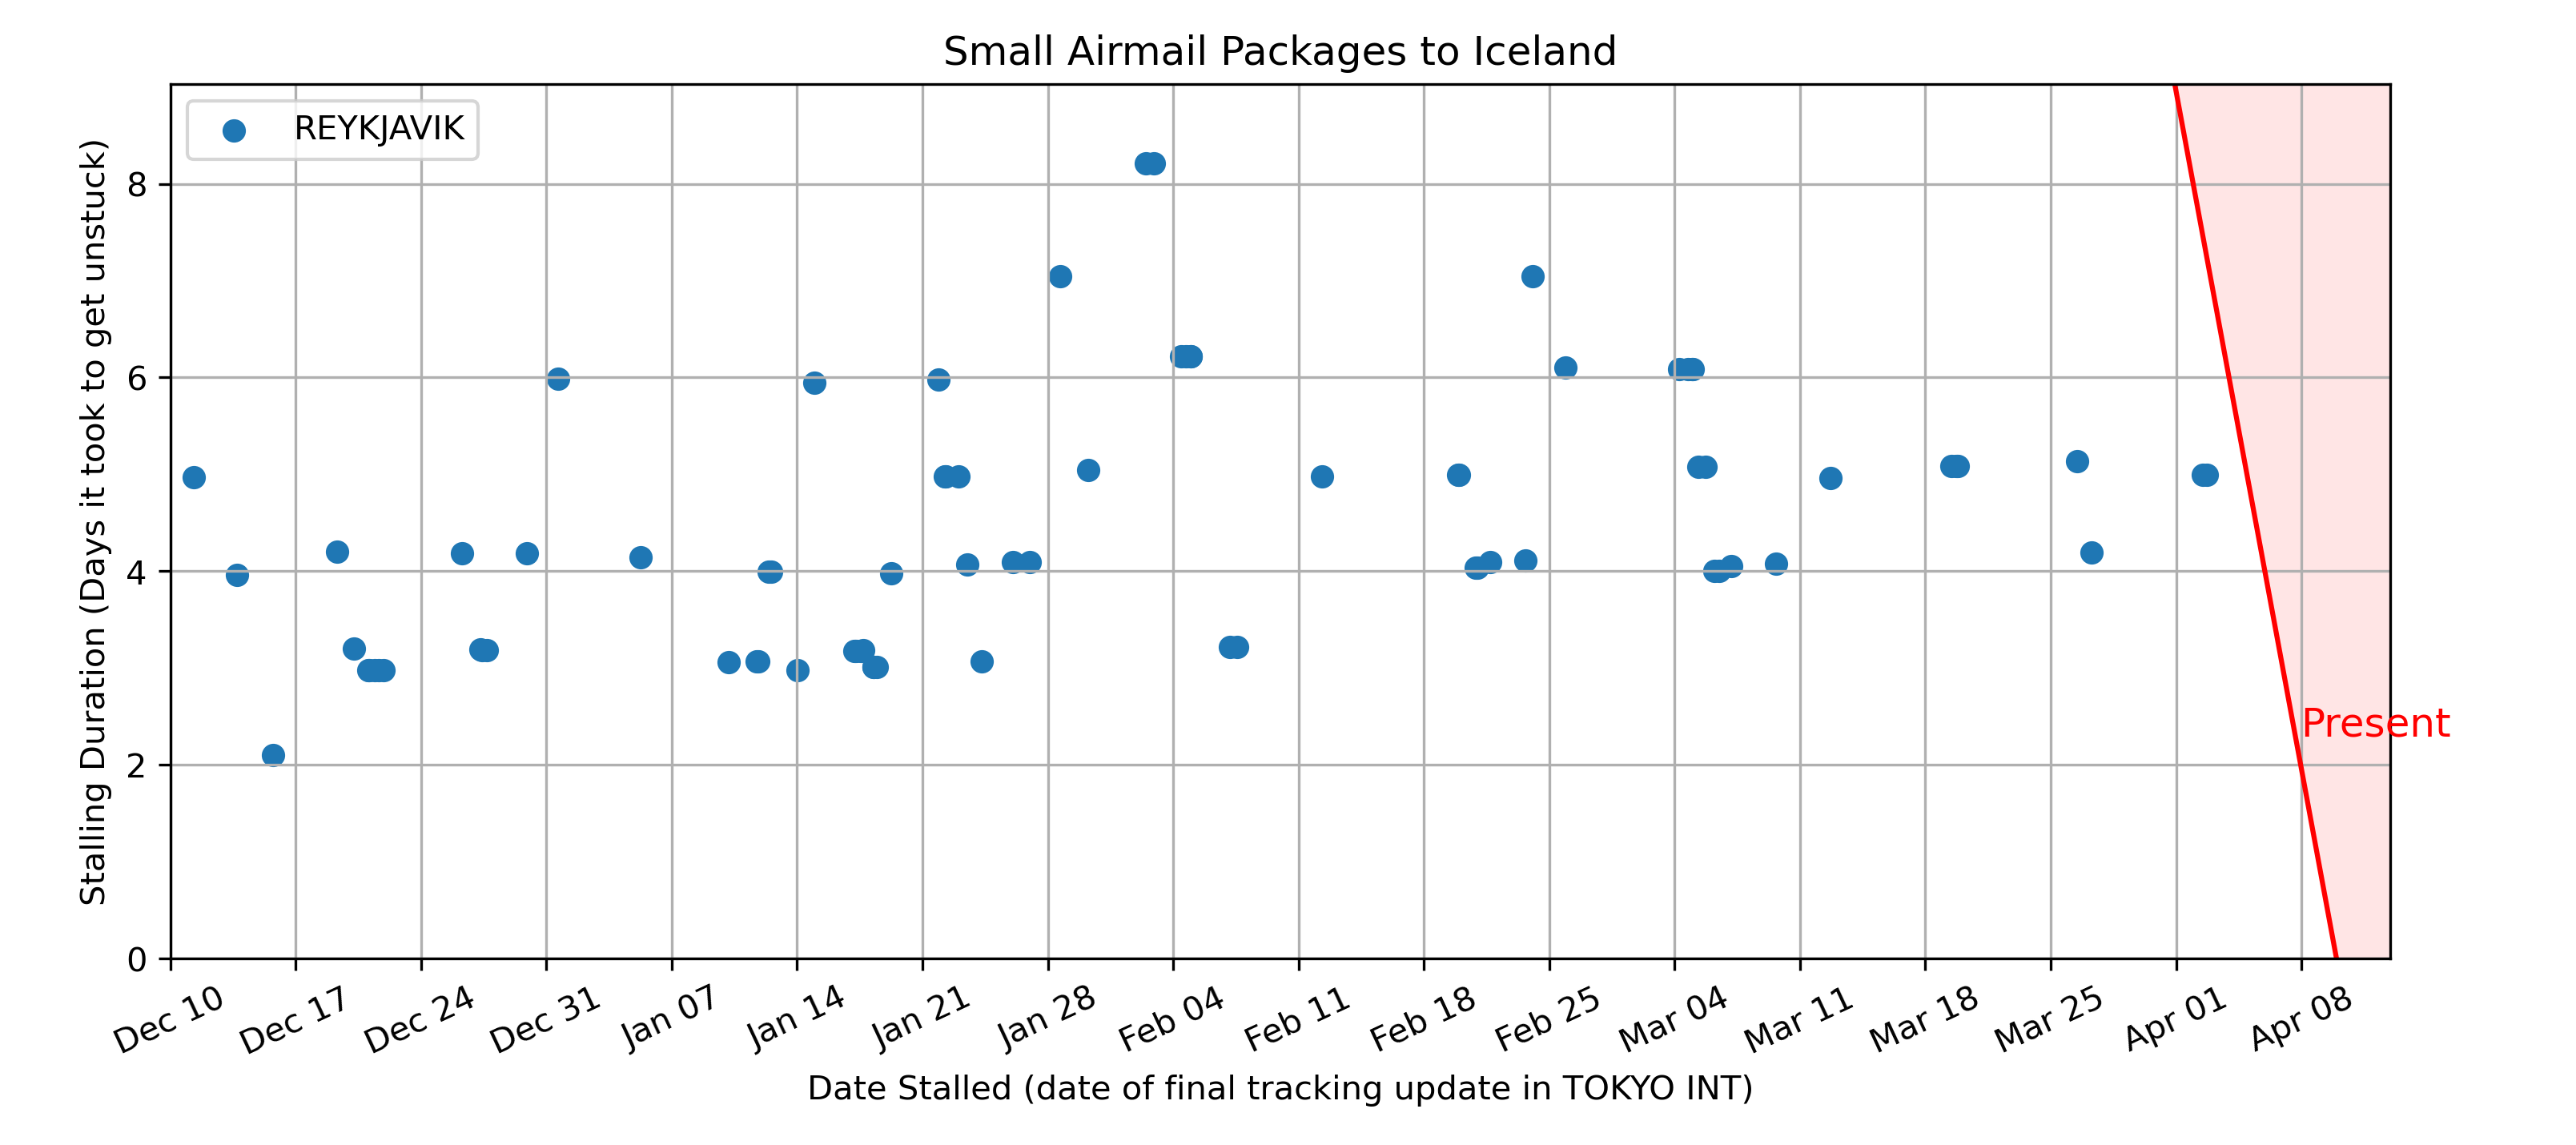 Small Airmail Packages to Iceland
REYKJAVIK
Stalling Duration (Days it took to get unstuck)
8
6
4
2
0
Present
Dec 10 Dec 17 Dec 24 Dec 31 Jan 07 Jan 14 Jan 21 Jan 28 Feb 04 Feb 11 Feb 18 Feb 25 Mar 04 Mar 11 Mar 18 Mar 25 Apr 01 Apr 08
Date Stalled (date of final tracking update in TOKYO INT)